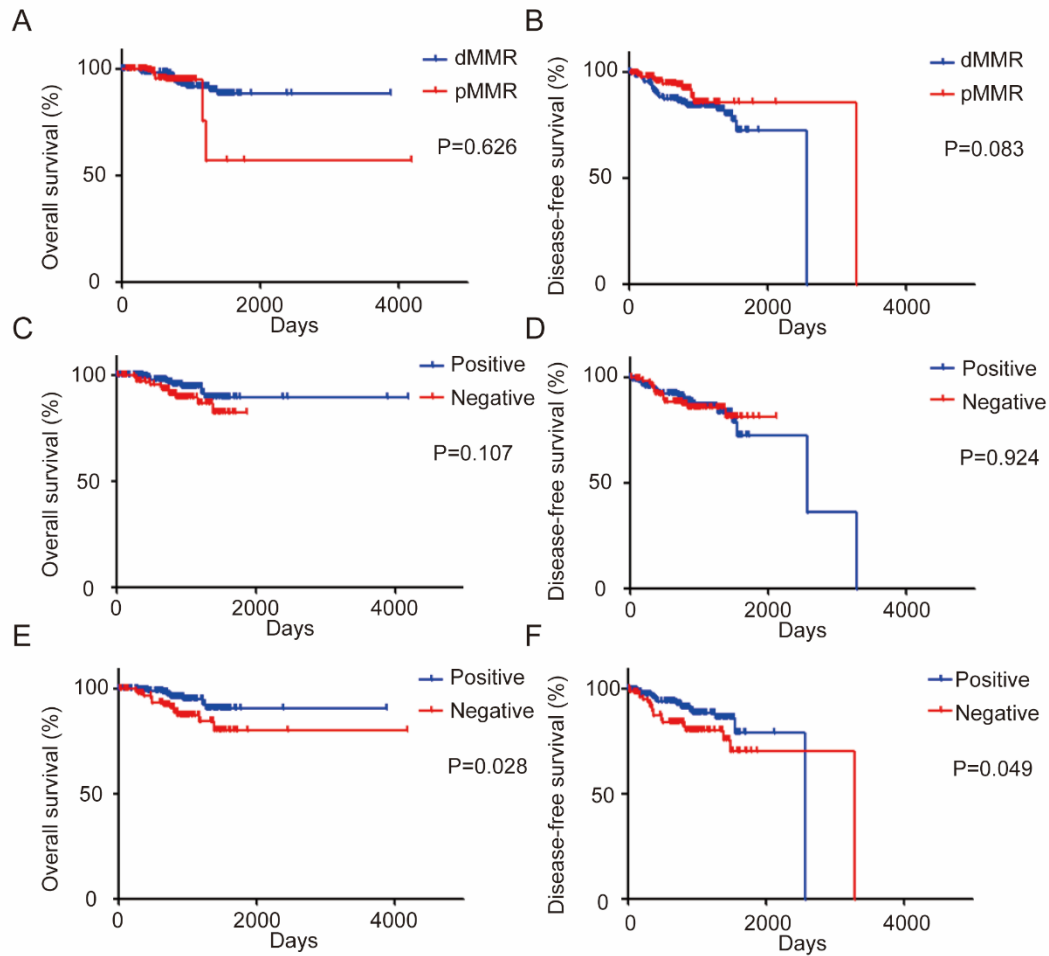 A
Overall survival (%)
100
50
0
0 2000 4000
Days
dMMR
pMMR
P=0.626
B
Disease-free survival (%)
100
50
0
0 2000 4000
Days
dMMR
pMMR
P=0.083
C
Overall survival (%)
100
50
0
0 2000 4000
Days
Positive
Negative
P=0.107
D
Disease-free survival (%)
100
50
0
0 2000 4000
Days
Positive
Negative
P=0.924
E
Overall survival (%)
100
50
0
0 2000 4000
Days
Positive
Negative
P=0.028
F
Disease-free survival (%)
100
50
0
0 2000 4000
Days
Positive
Negative
P=0.049